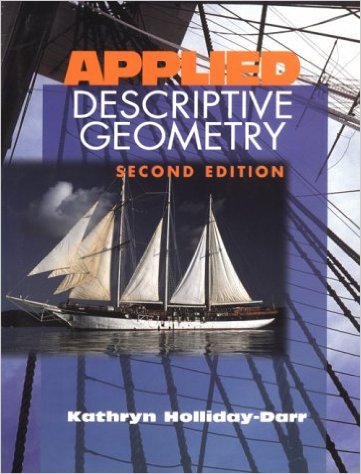 APPLIED
DESCRIPTIVE
GEOMETRY
SECOND EDITION
Kathryn Holliday-Darr